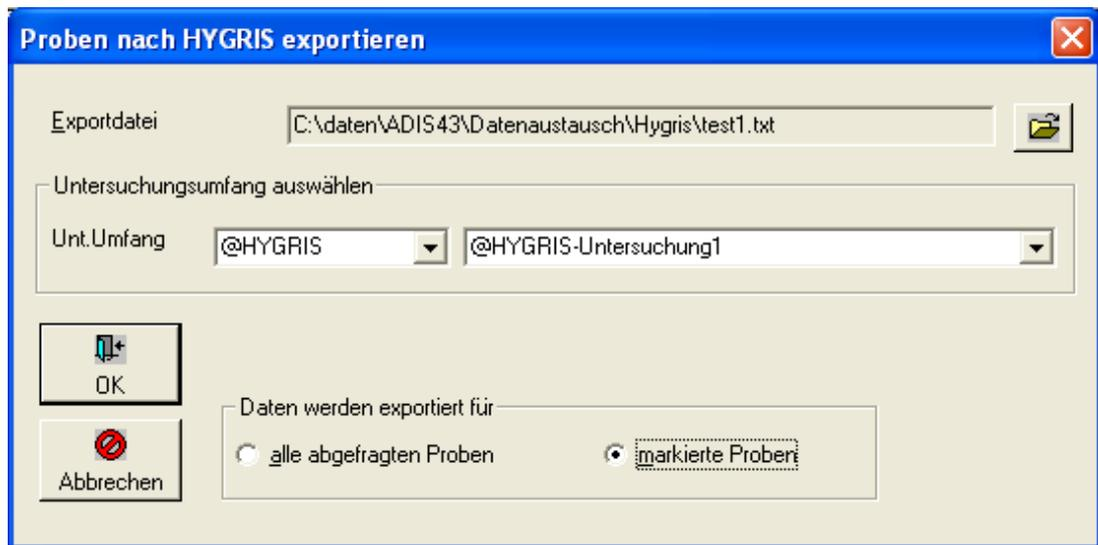 Proben nach HYGRIS exportieren
Exportdatei C:\daten\ADIS43\Datenaustausch\Hygris\test1.txt
Untersuchungsumfang auswählen
Unt.Umfang @HYGRIS @HYGRIS-Untersuchung1
OK
Daten werden exportiert für
alle abgefragten Proben markierte Proben
Abbrechen